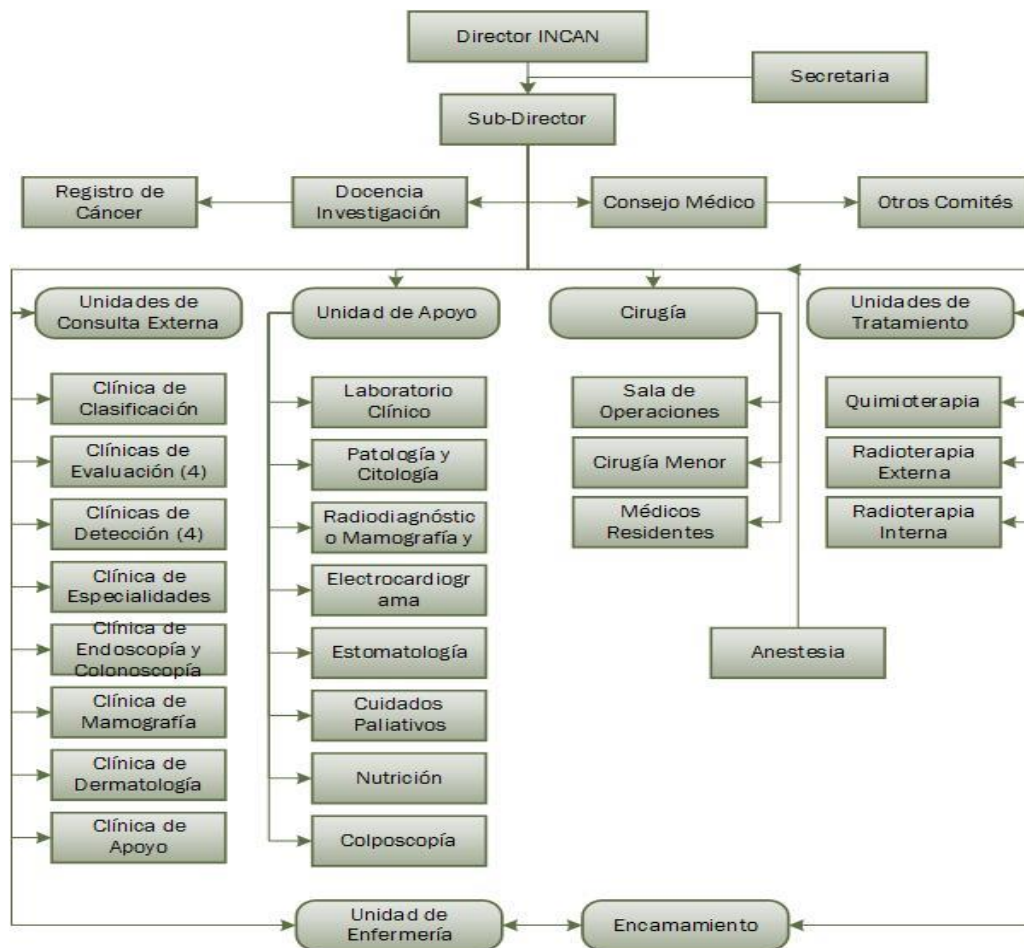 Director INCAN
Secretaria
Sub-Director
Registro de
Cáncer
Docencia
Investigación
Consejo Médico
Otros Comités
Unidades de
Consulta Externa
Unidad de Apoyo
Cirugía
Unidades de
Tratamiento
Clínica de
Clasificación
Clínicas de
Evaluación (4)
Clínicas de
Detección (4)
Clínica de
Especialidades
Clínica de
Endoscopía y
Colonoscopía
Clínica de
Mamografía
Clínica de
Dermatología
Clínica de
Apoyo
Laboratorio
Clínico
Patología y
Citología
Radiodiagnóstic
o Mamografía y
Electrocardiogr
ama
Estomatología
Cuidados
Paliativos
Nutrición
Colposcopía
Sala de
Operaciones
Cirugía Menor
Médicos
Residentes
Quimioterapia
Radioterapia
Externa
Radioterapia
Interna
Anestesia
Unidad de
Enfermería
Encamamiento